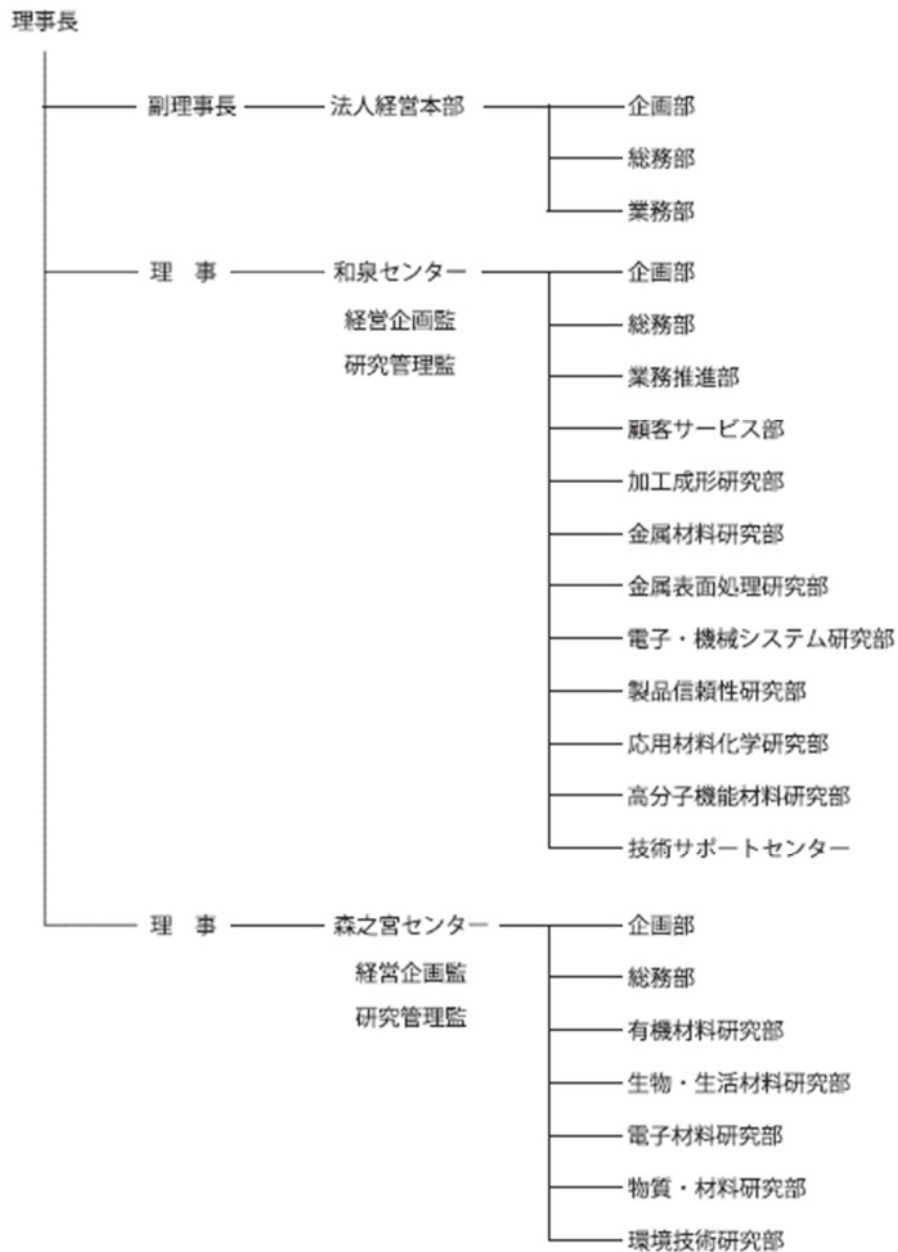 理事長
副理事長 法人経営本部 企画部
総務部
業務部
理　事 和泉センター 企画部
経営企画監 総務部
研究管理監 業務推進部
顧客サービス部
加工成形研究部
金属材料研究部
金属表面処理研究部
電子・機械システム研究部
製品信頼性研究部
応用材料化学研究部
高分子機能材料研究部
技術サポートセンター
理　事 森之宮センター 企画部
経営企画監 総務部
研究管理監 有機材料研究部
生物・生活材料研究部
電子材料研究部
物質・材料研究部
環境技術研究部